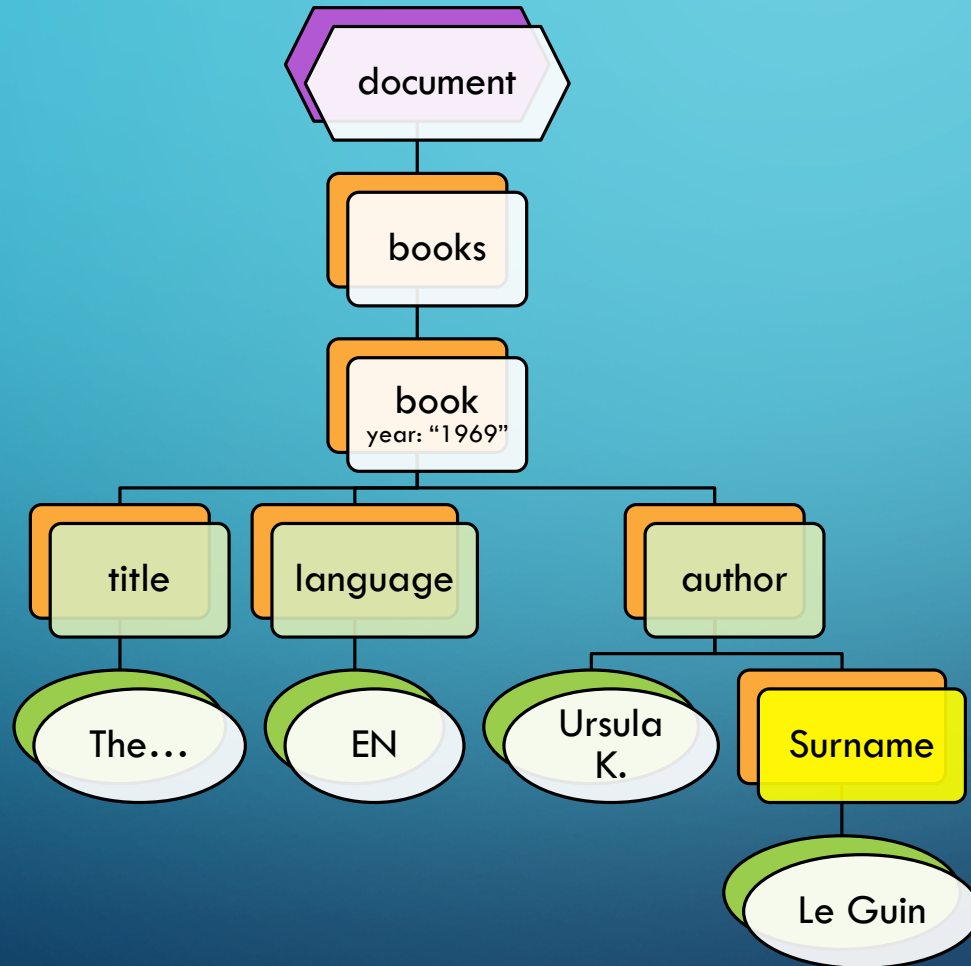 document
books
book
year: “1969”
title
language
author
The…
EN
Ursula
K.
Surname
Le Guin